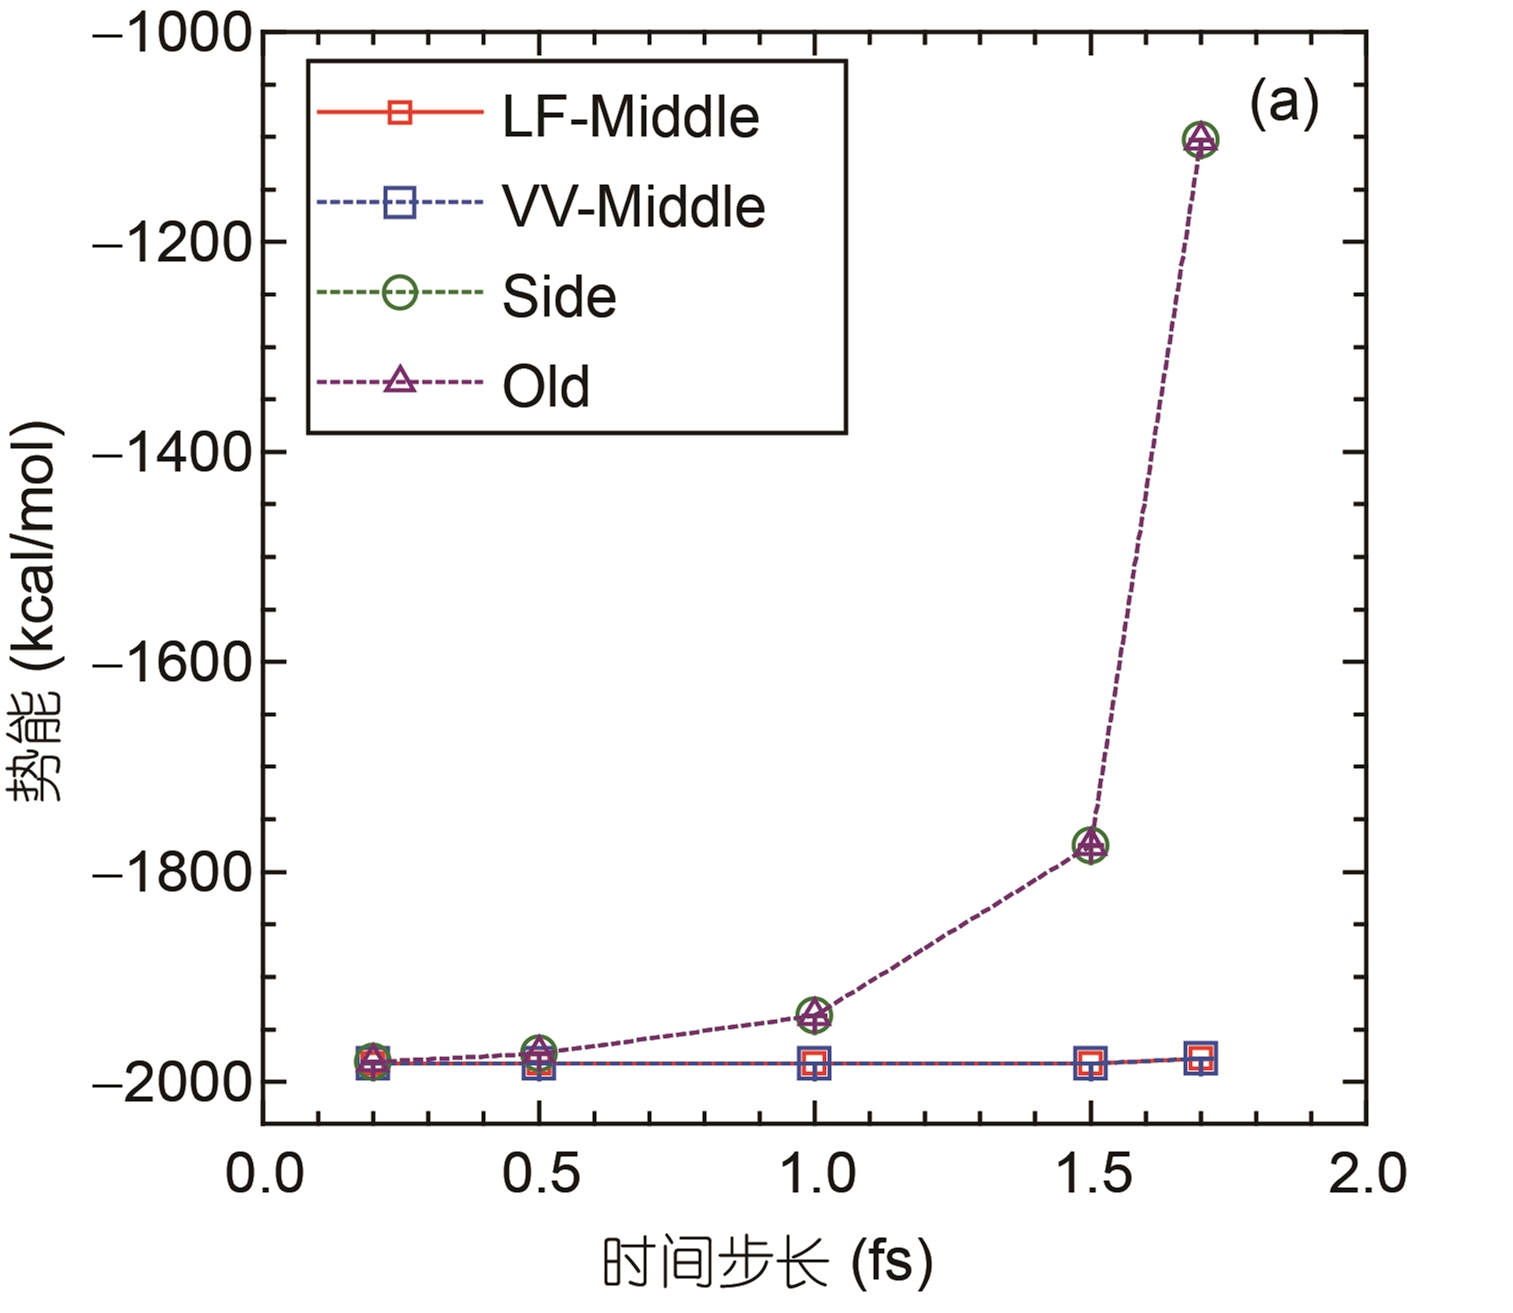 −1000
−1200
−1400
−1600
−1800
−2000
势能 (kcal/mol)
LF-Middle
VV-Middle
Side
Old
(a)
0.0 0.5 1.0 1.5 2.0
时间步长 (fs)